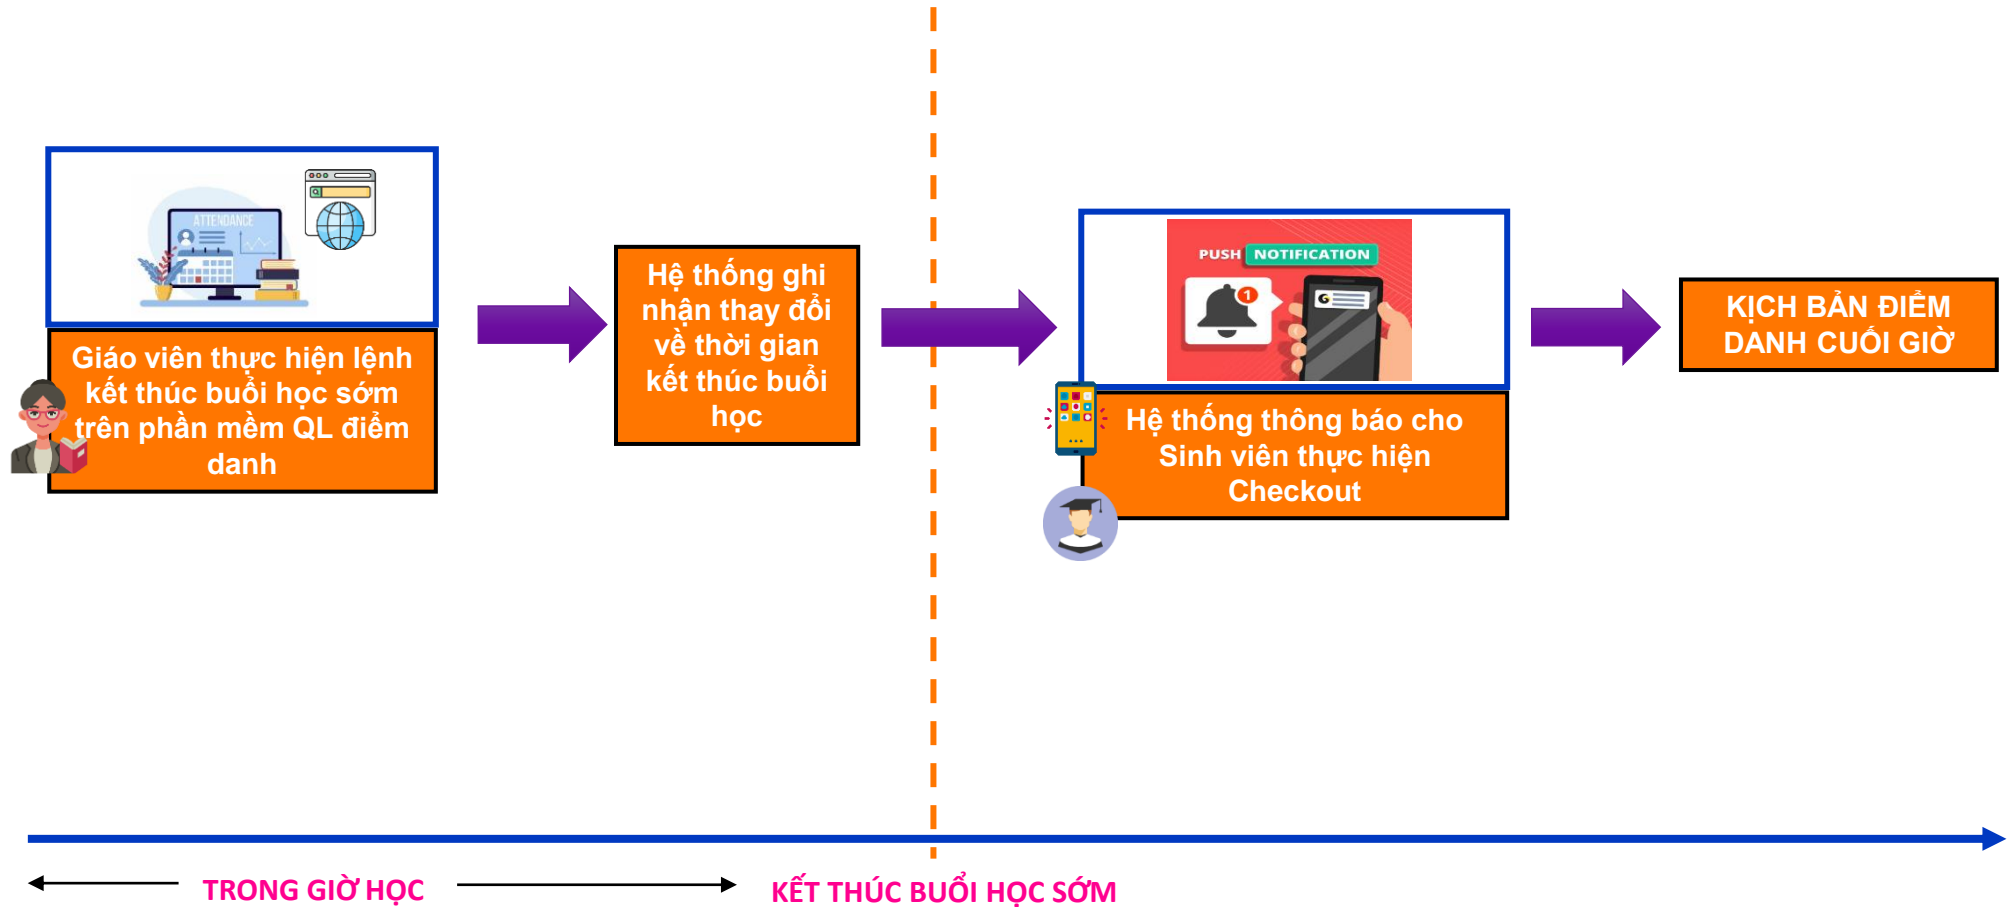 ATTENDANCE
Giáo viên thực hiện lệnh
kết thúc buổi học sớm
trên phần mềm QL điểm
danh
Hệ thống ghi
nhận thay đổi
về thời gian
kết thúc buổi
học
PUSH NOTIFICATION
1
G
Hệ thống thông báo cho
Sinh viên thực hiện
Checkout
KỊCH BẢN ĐIỂM
DANH CUỐI GIỜ
TRONG GIỜ HỌC
KẾT THÚC BUỔI HỌC SỚM